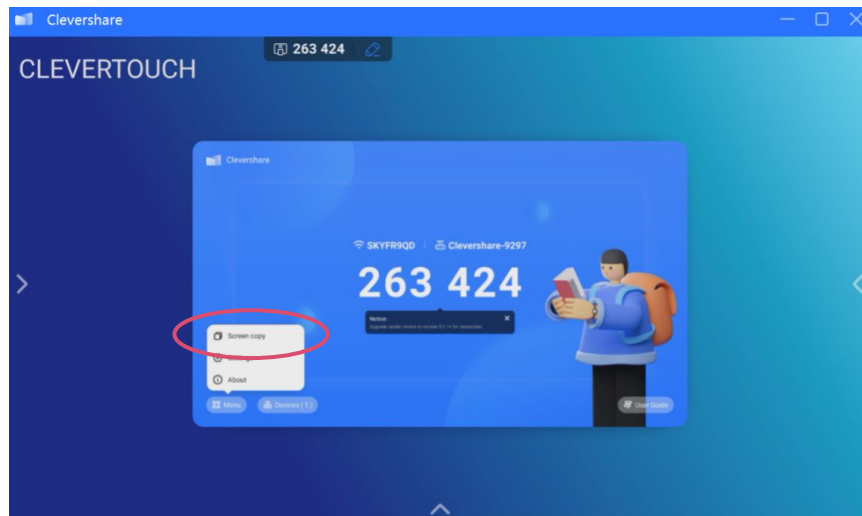 Clevershare
263 424
CLEVERTOUCH
Clevershare
SKYFR9QD | Clevershare-9297
263 424
Notice
Screen copy
About
Menu
Devices ( 1 )
User Guide